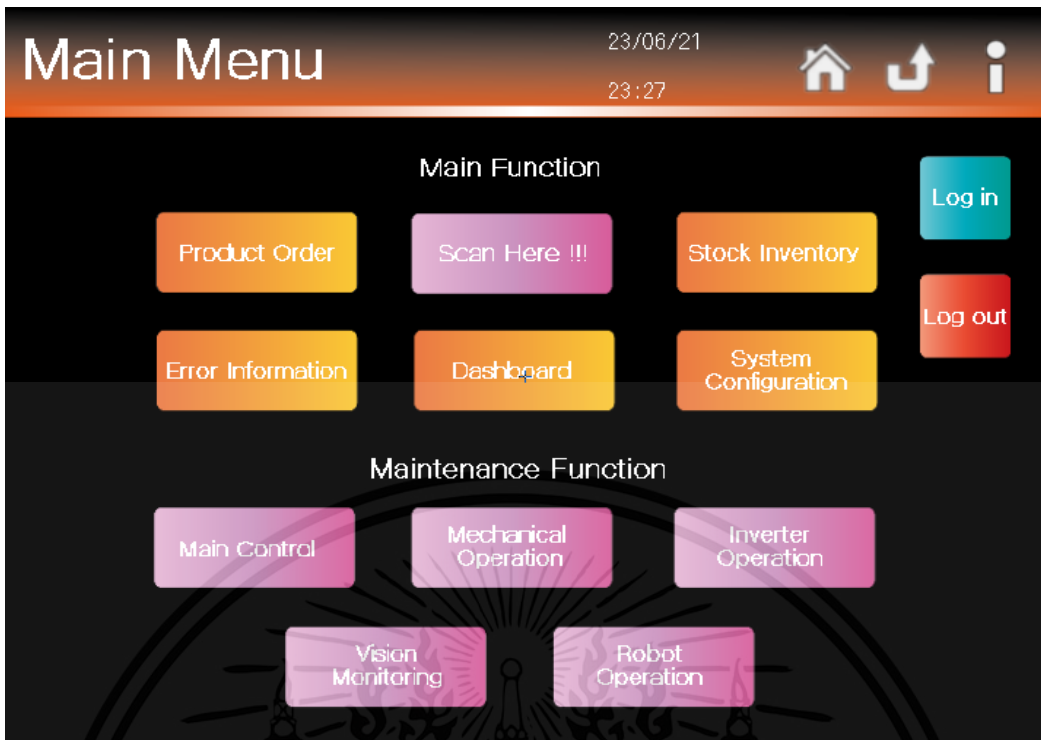 Main Menu
23/06/21
23:27
Main Function
Log in
Product Order
Scan Here !!!
Stock Inventory
Log out
Error Information
Dashboard
System
Configuration
Maintenance Function
Main Control
Mechanical
Operation
Inverter
Operation
Vision
Monitoring
Robot
Operation